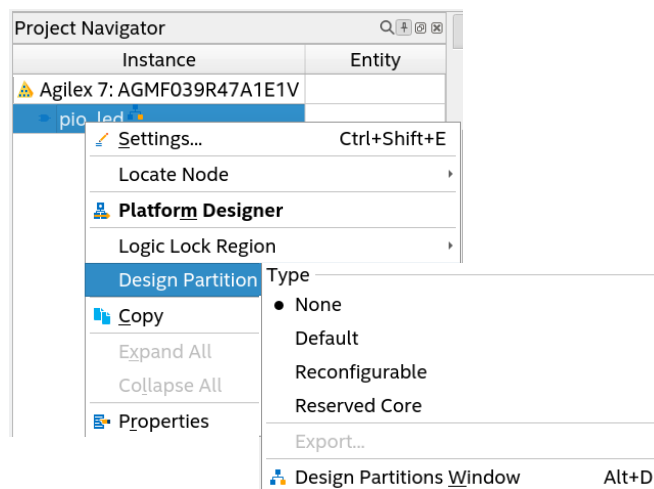 Project Navigator
Instance Entity
Agilex 7: AGMF039R47A1E1V
pio_led
Settings... Ctrl+Shift+E
Locate Node
Platform Designer
Logic Lock Region
Design Partition
Type
None
Copy
Default
Expand All
Reconfigurable
Collapse All
Reserved Core
Properties
Export...
Design Partitions Window Alt+D